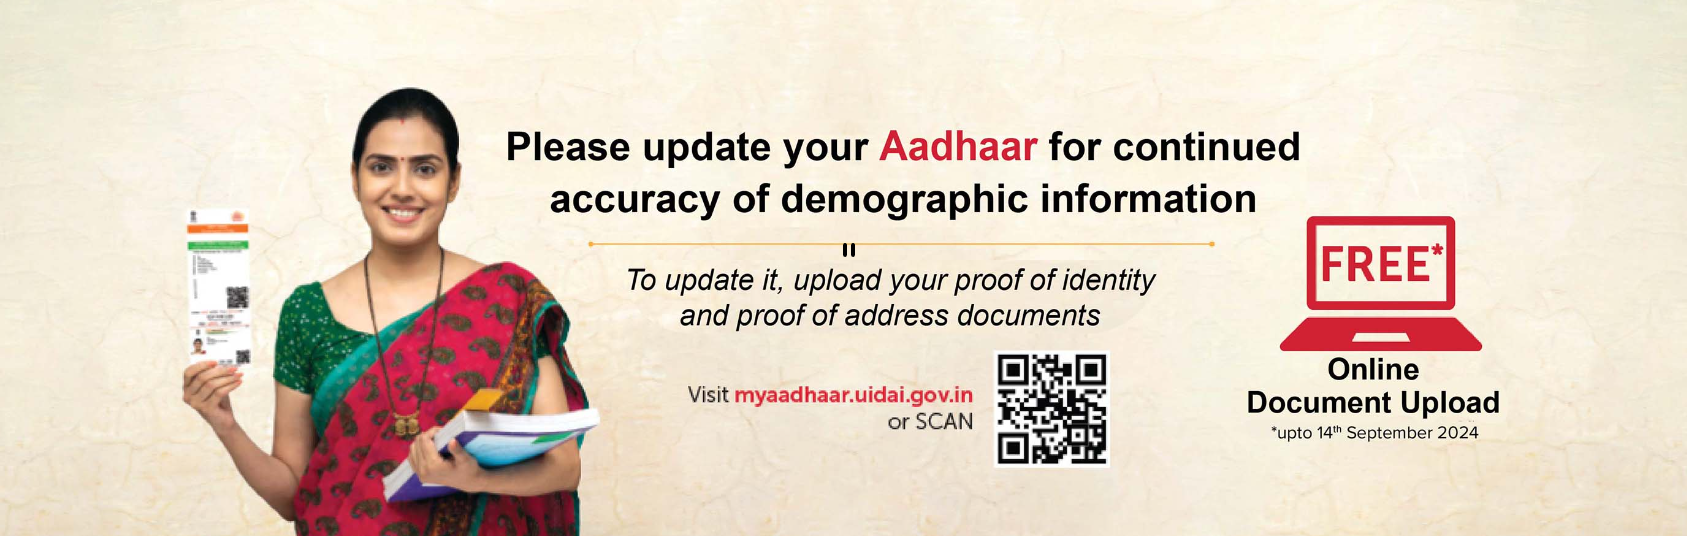 Please update your Aadhaar for continued
accuracy of demographic information
To update it, upload your proof of identity
and proof of address documents
Visit myaadhaar.uidai.gov.in
or SCAN
FREE*
Online
Document Upload
*upto 14th September 2024